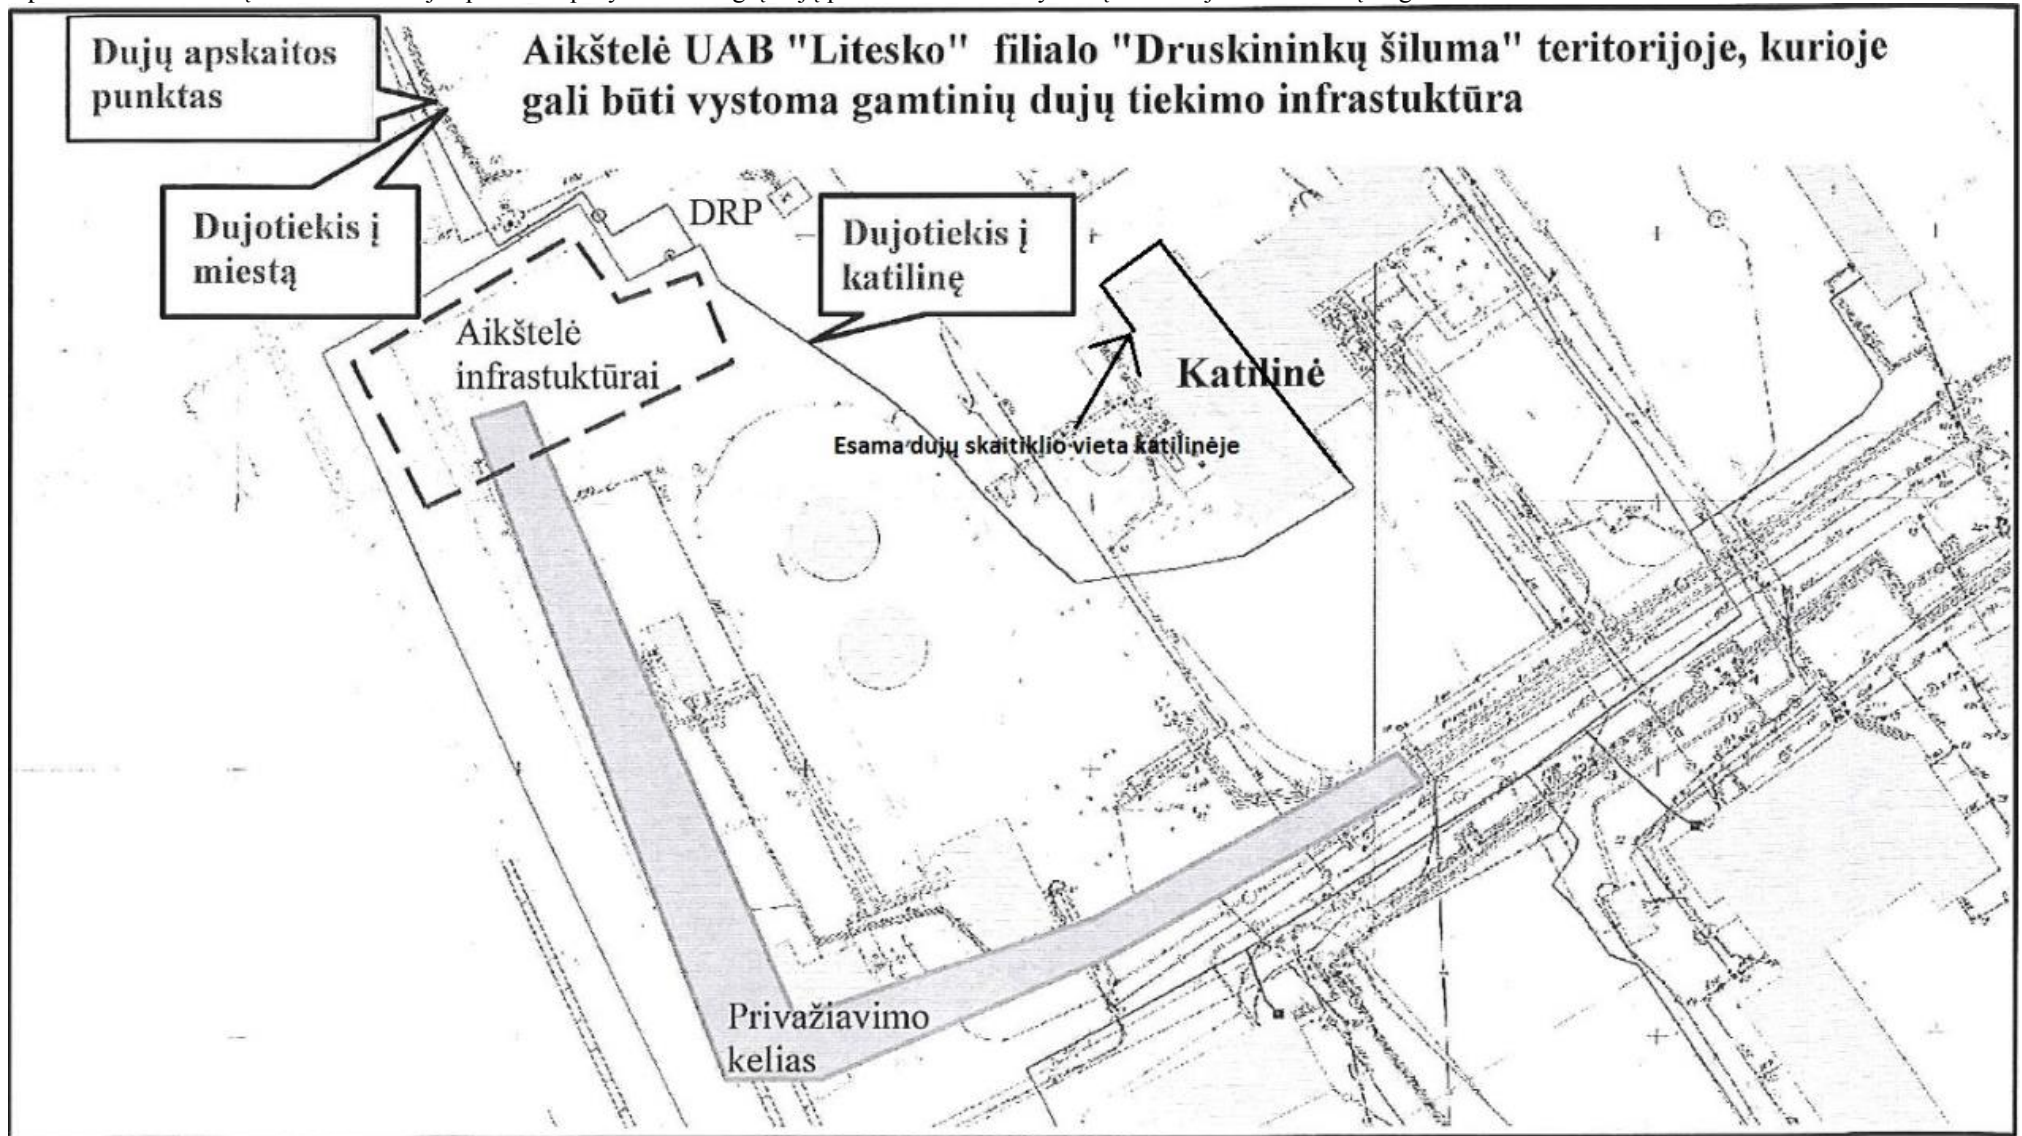 Aikštelė UAB "Litesko" filialo "Druskininkų šiluma" teritorijoje, kurioje
gali būti vystoma gamtinių dujų tiekimo infrastuktūra
Dujų apskaitos
punktas
Dujotiekis į
miestą
DRP
Dujotiekis į
katilinę
Aikštelė
infrastuktūrai
Katilinė
Esama dujų skaitiklio vieta katilinėje
Privažiavimo
kelias